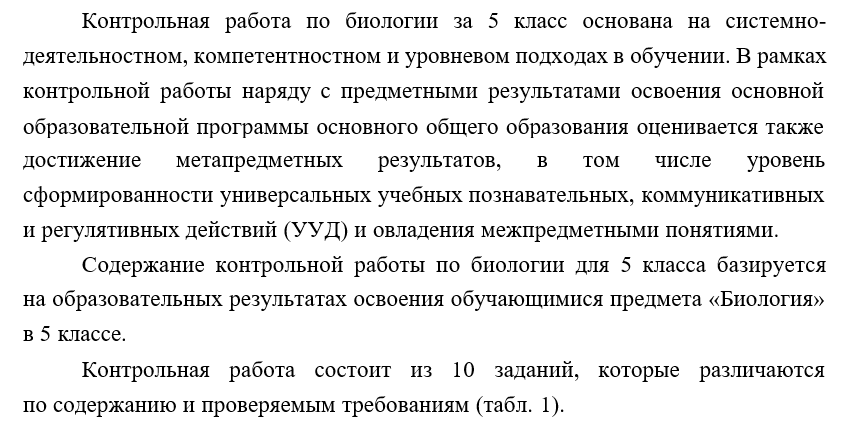 Контрольная работа по биологии за 5 класс основана на системно-
деятельностном, компетентностном и уровневом подходах в обучении. В рамках
контрольной работы наряду с предметными результатами освоения основной
образовательной программы основного общего образования оценивается также
достижение метапредметных результатов, в том числе уровень
сформированности универсальных учебных познавательных, коммуникативных
и регулятивных действий (УУД) и овладения межпредметными понятиями.
Содержание контрольной работы по биологии для 5 класса базируется
на образовательных результатах освоения обучающимися предмета «Биология»
в 5 классе.
Контрольная работа состоит из 10 заданий, которые различаются
по содержанию и проверяемым требованиям (табл. 1).